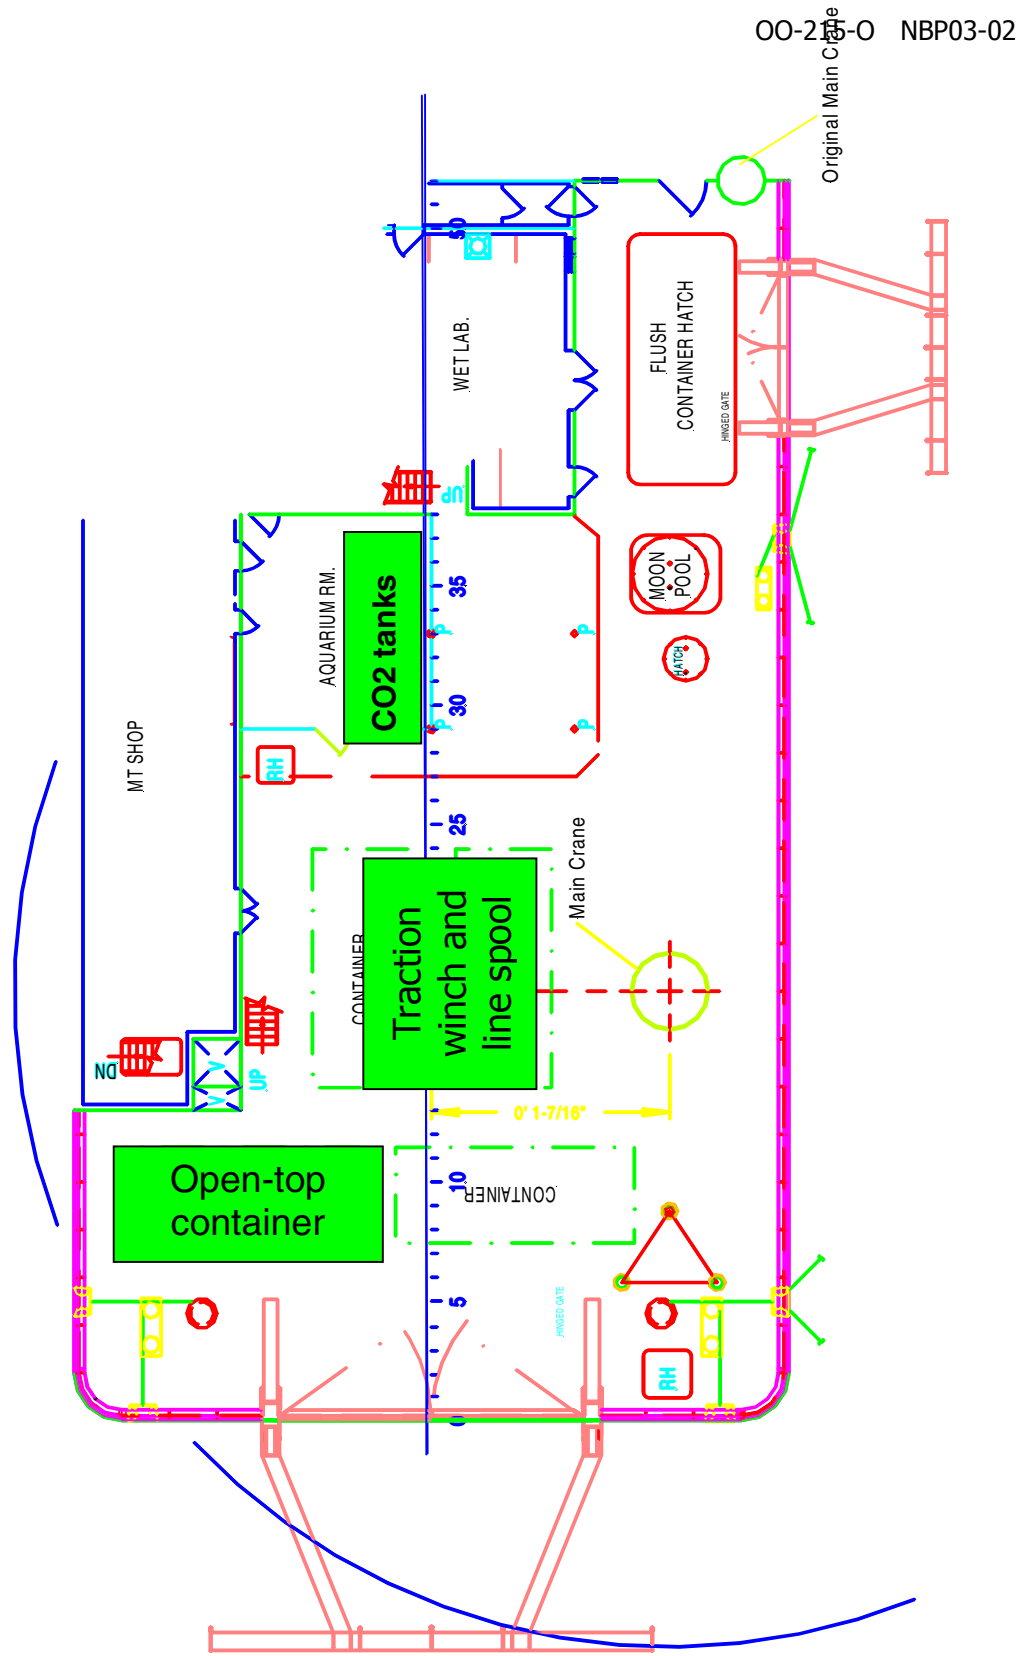 OO-215-O NBP03-02
Original Main Crane
50
WET LAB.
FLUSH
CONTAINER HATCH
HINGED GATE
UP
MOON
POOL
HATCH
AQUARIUM RM.
CO2 tanks
35
P
P
30
P
P
MT SHOP
RH
25
Main Crane
CONTAINER
Traction
winch and
line spool
DN
V
V
UP
0' 1-7/16"
Open-top
container
10
CONTAINER
5
HINGED GATE
RH
0